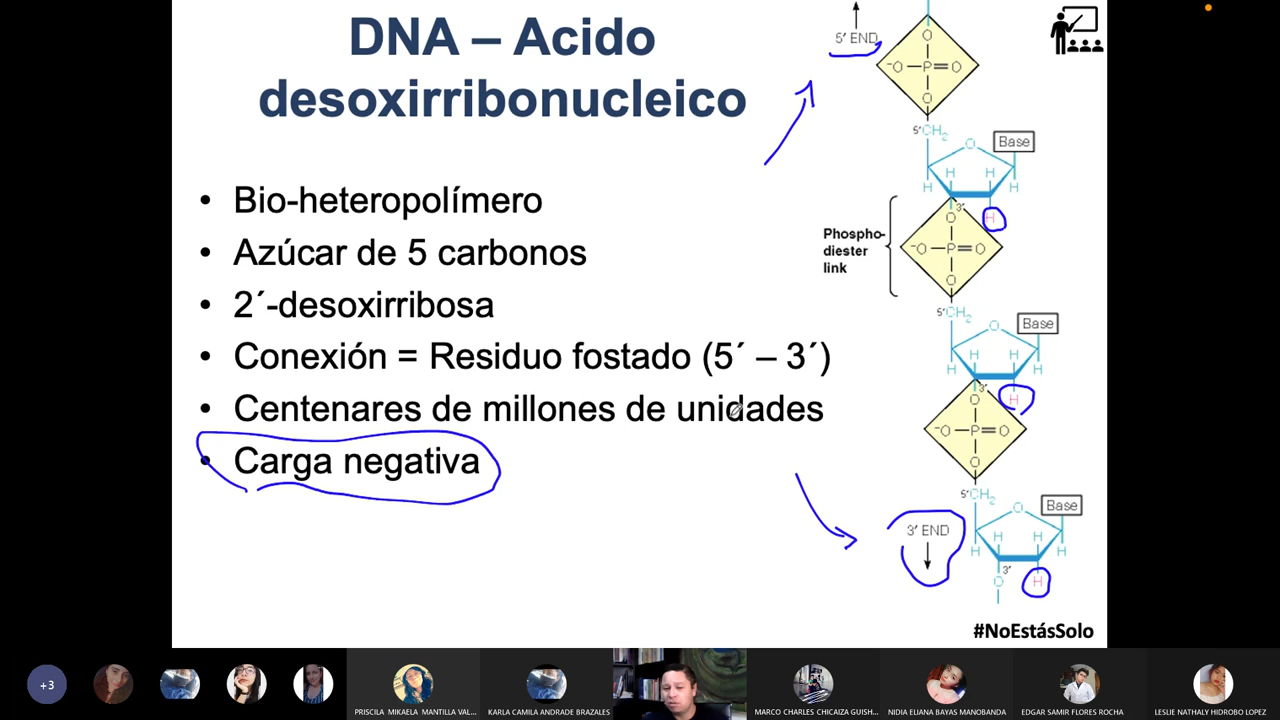 DNA – Acido
desoxirribonucleico
• Bio-heteropolímero
• Azúcar de 5 carbonos
• 2´-desoxirribosa
• Conexión = Residuo fostado (5´ – 3´)
• Centenares de millones de unidades
• Carga negativa
5′ END
O
⁻O—P=O
O
5′CH₂
O
Base
H H
H H
3′
H
O
Phospho-
diester
link
⁻O—P=O
O
5′CH₂
O
Base
H H
H H
3′
H
O
⁻O—P=O
O
5′CH₂
O
Base
3′ END
H H
H H
3′
O H
#NoEstásSolo
+3
PRISCILA MIKAELA MANTILLA VAL...
KARLA CAMILA ANDRADE BRAZALES
MARCO CHARLES CHICAIZA GUISH...
NIDIA ELIANA BAYAS MANOBANDA
EDGAR SAMIR FLORES ROCHA
LESLIE NATHALY HIDROBO LOPEZ